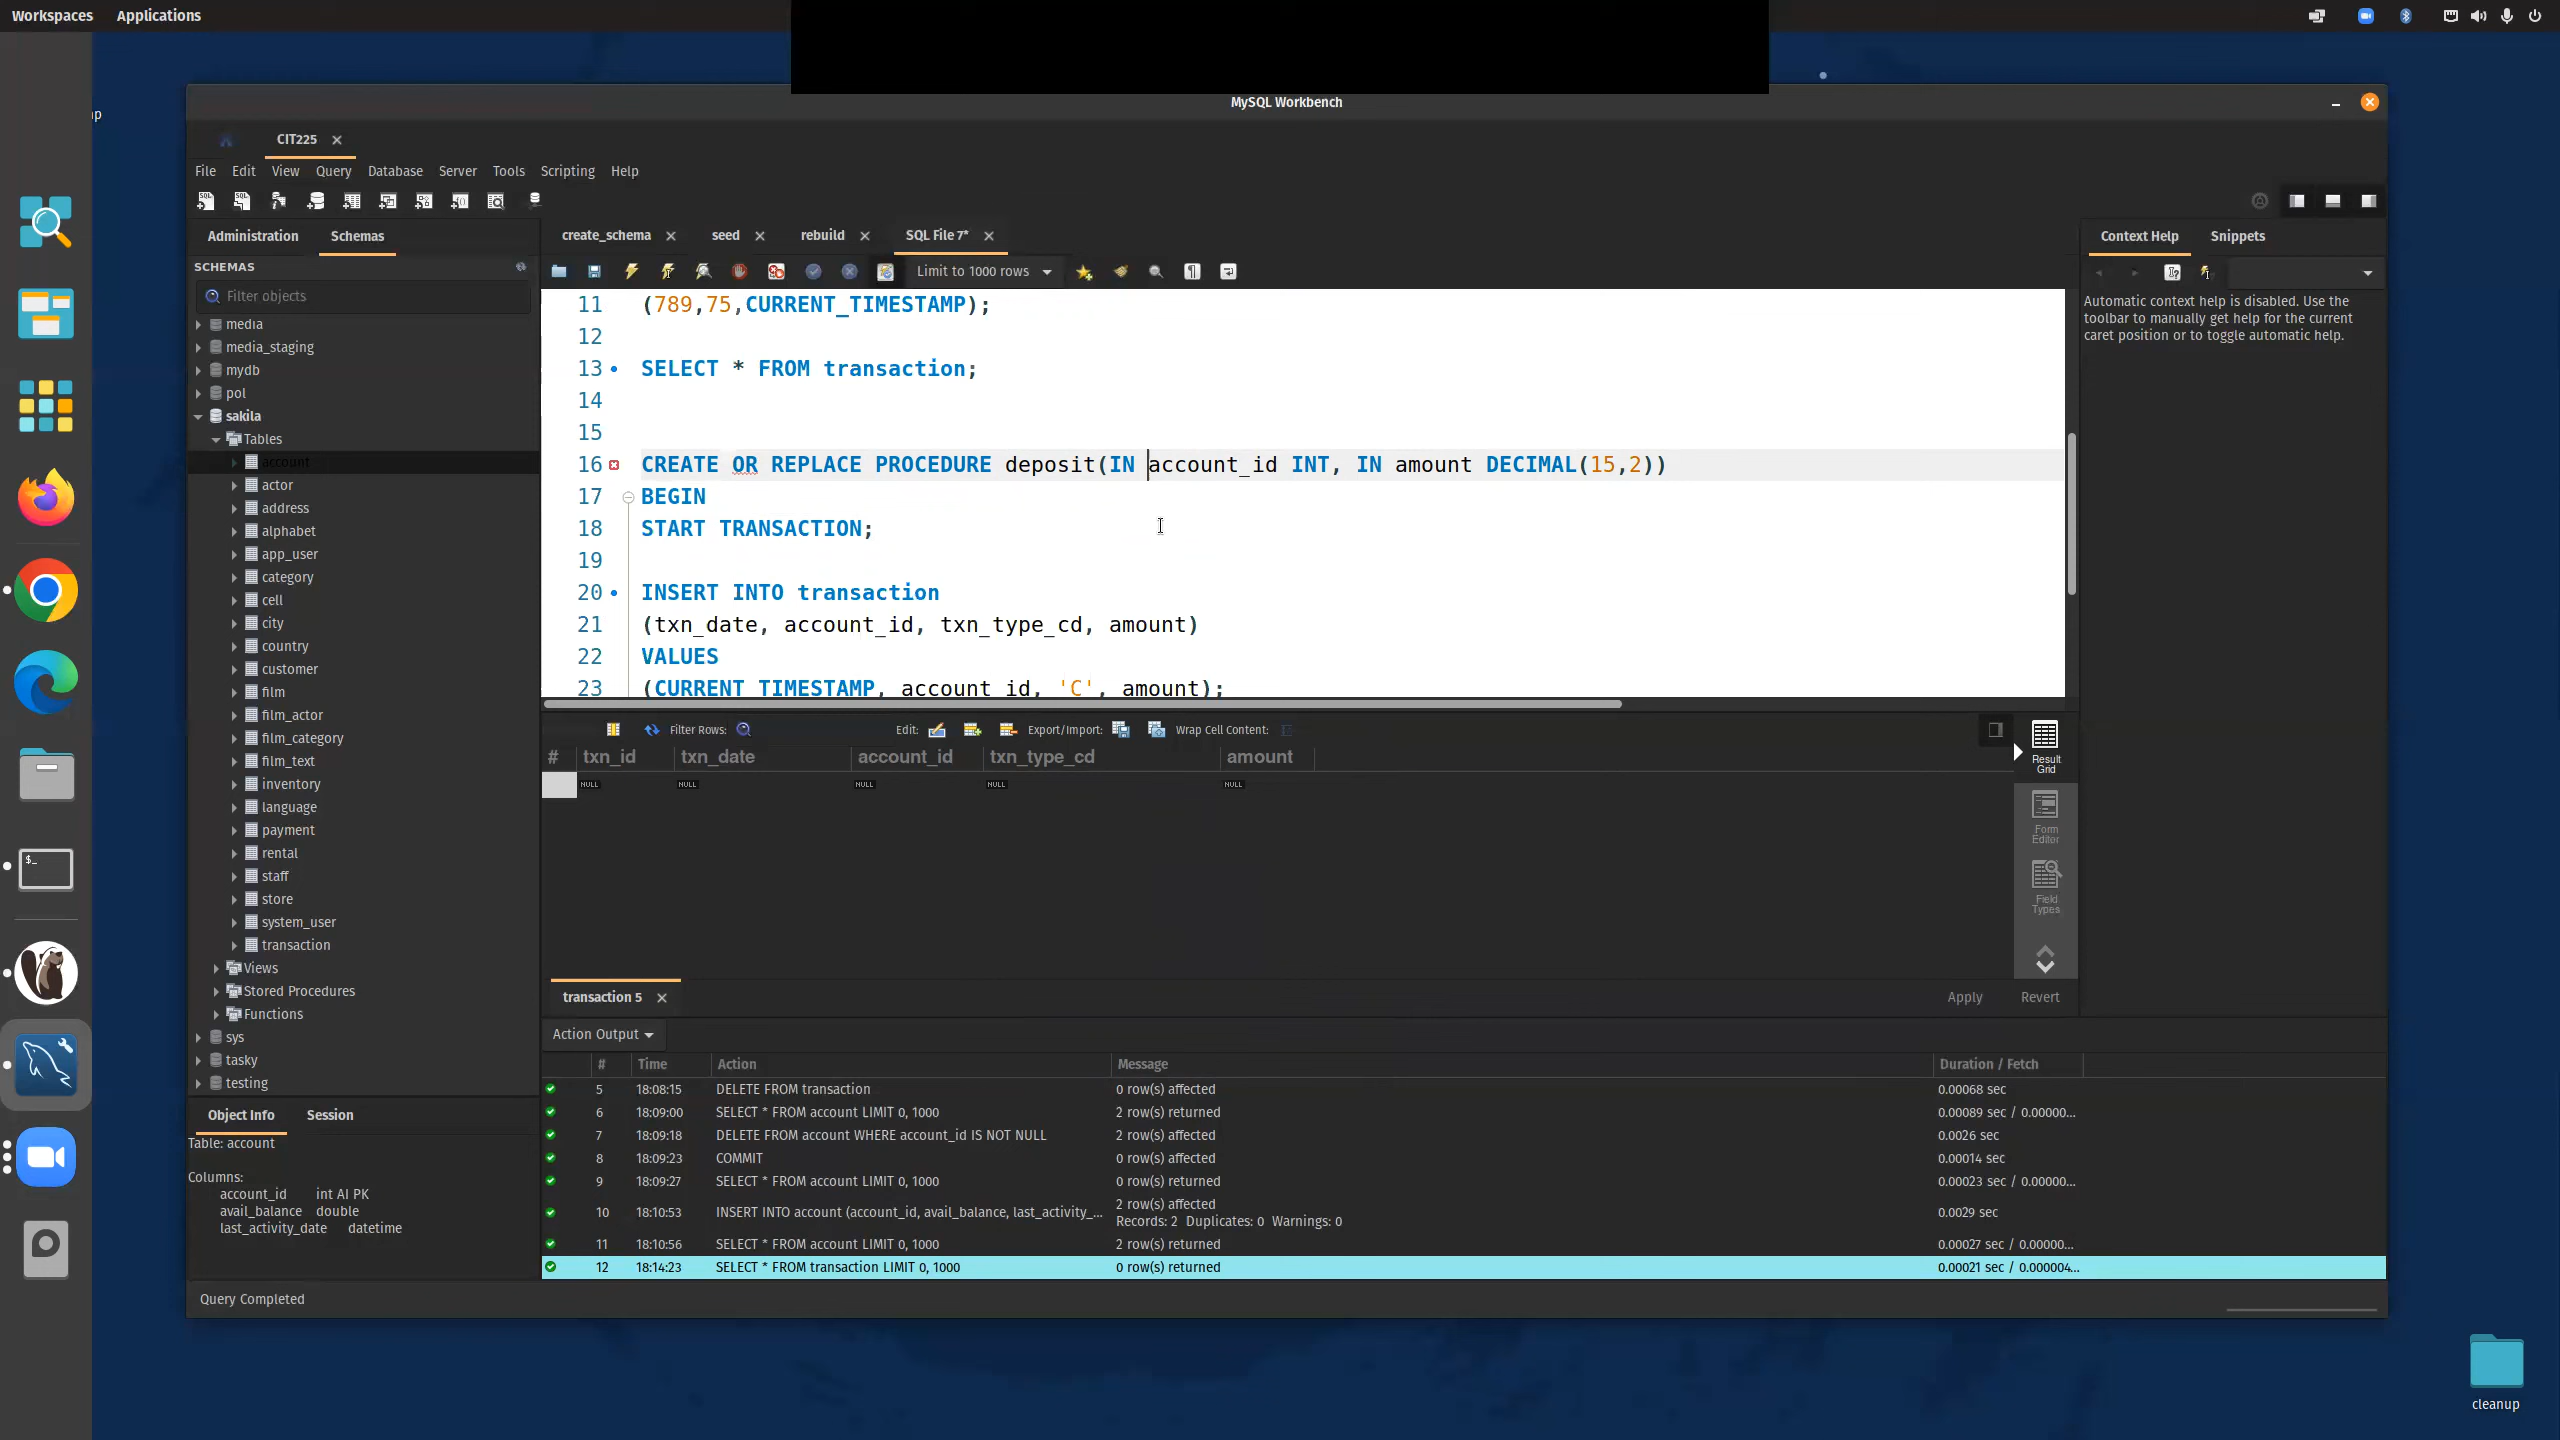 Workspaces Applications
up
MySQL Workbench
CIT225
File Edit View Query Database Server Tools Scripting Help
Administration Schemas
create_schema seed rebuild SQL File 7*
Context Help Snippets
SCHEMAS
Filter objects
Limit to 1000 rows
media
media_staging
mydb
pol
sakila
Tables
account
actor
address
alphabet
app_user
category
cell
city
country
customer
film
film_actor
film_category
film_text
inventory
language
payment
rental
staff
store
system_user
transaction
Views
Stored Procedures
Functions
sys
tasky
testing
11 (789,75,CURRENT_TIMESTAMP);
12
13 SELECT * FROM transaction;
14
15
16 CREATE OR REPLACE PROCEDURE deposit(IN account_id INT, IN amount DECIMAL(15,2))
17 BEGIN
18 START TRANSACTION;
19
20 INSERT INTO transaction
21 (txn_date, account_id, txn_type_cd, amount)
22 VALUES
23 (CURRENT_TIMESTAMP, account_id, 'C', amount);
Automatic context help is disabled. Use the
toolbar to manually get help for the current
caret position or to toggle automatic help.
Filter Rows: Edit: Export/Import: Wrap Cell Content:
# txn_id txn_date account_id txn_type_cd amount
NULL NULL NULL NULL NULL
Result
Grid
Form
Editor
Field
Types
transaction 5
Apply Revert
Action Output
# Time Action Message Duration / Fetch
5 18:08:15 DELETE FROM transaction 0 row(s) affected 0.00068 sec
6 18:09:00 SELECT * FROM account LIMIT 0, 1000 2 row(s) returned 0.00089 sec / 0.00000...
7 18:09:18 DELETE FROM account WHERE account_id IS NOT NULL 2 row(s) affected 0.0026 sec
8 18:09:23 COMMIT 0 row(s) affected 0.00014 sec
9 18:09:27 SELECT * FROM account LIMIT 0, 1000 0 row(s) returned 0.00023 sec / 0.00000...
10 18:10:53 INSERT INTO account (account_id, avail_balance, last_activity_... 2 row(s) affected 0.0029 sec
Records: 2 Duplicates: 0 Warnings: 0
11 18:10:56 SELECT * FROM account LIMIT 0, 1000 2 row(s) returned 0.00027 sec / 0.00000...
12 18:14:23 SELECT * FROM transaction LIMIT 0, 1000 0 row(s) returned 0.00021 sec / 0.000004...
Object Info Session
Table: account
Columns:
account_id int AI PK
avail_balance double
last_activity_date datetime
Query Completed
cleanup